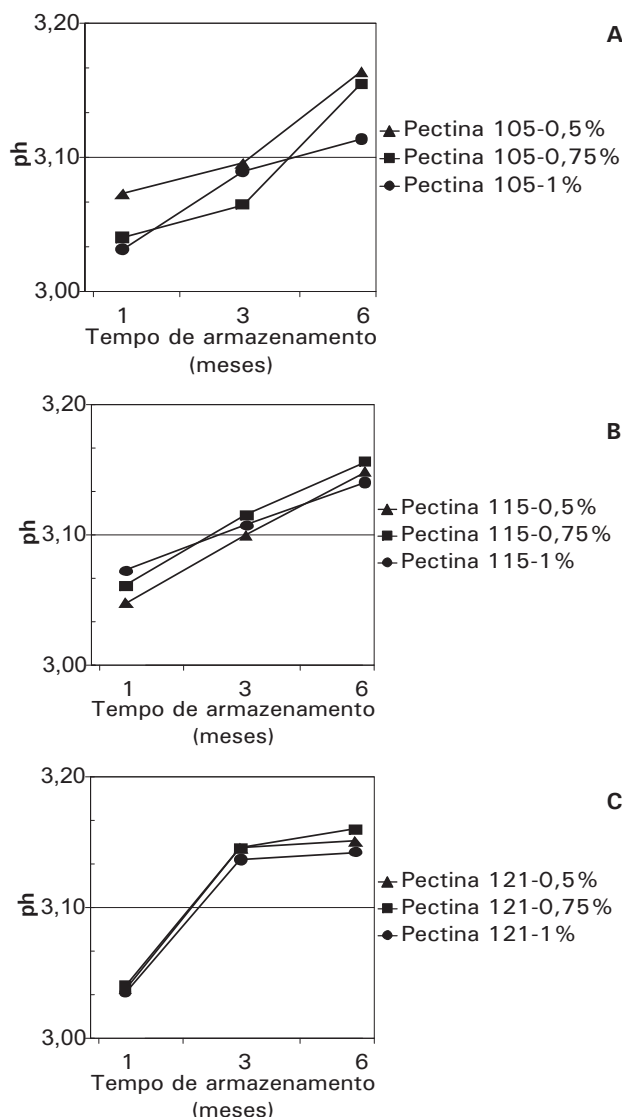 3,20
A
ph
3,10
Pectina 105-0,5%
Pectina 105-0,75%
Pectina 105-1%
3,00
1 3 6
Tempo de armazenamento
(meses)
3,20
B
ph
3,10
Pectina 115-0,5%
Pectina 115-0,75%
Pectina 115-1%
3,00
1 3 6
Tempo de armazenamento
(meses)
3,20
C
ph
3,10
Pectina 121-0,5%
Pectina 121-0,75%
Pectina 121-1%
3,00
1 3 6
Tempo de armazenamento
(meses)